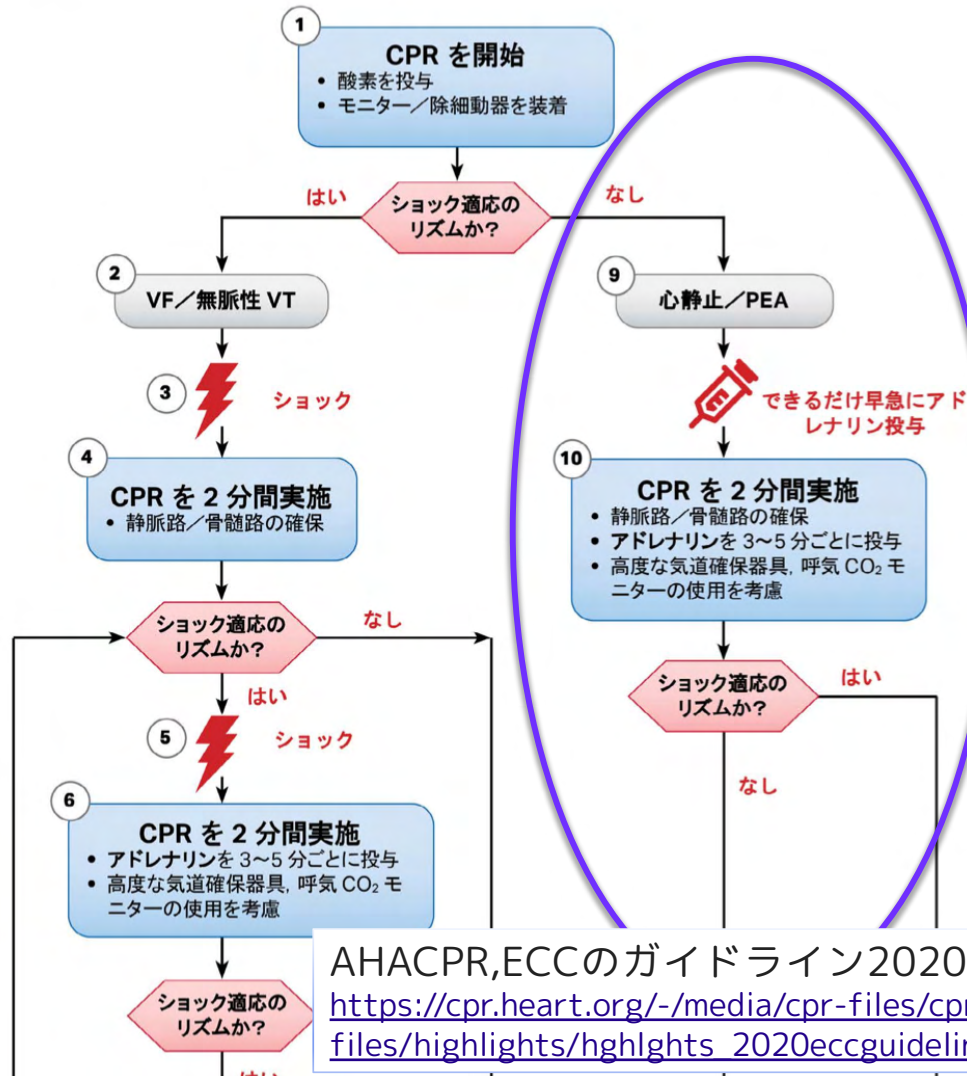 1
CPR を開始
• 酸素を投与
• モニター／除細動器を装着
はい
ショック適応の
リズムか？
なし
2
VF／無脈性 VT
9
心静止／PEA
3
ショック
できるだけ早急にアド
レナリン投与
4
CPR を 2 分間実施
• 静脈路／骨髄路の確保
10
CPR を 2 分間実施
• 静脈路／骨髄路の確保
• アドレナリンを 3～5 分ごとに投与
• 高度な気道確保器具，呼気 CO₂ モ
ニターの使用を考慮
ショック適応の
リズムか？
なし
はい
ショック適応の
リズムか？
はい
なし
5
ショック
6
CPR を 2 分間実施
• アドレナリンを 3～5 分ごとに投与
• 高度な気道確保器具，呼気 CO₂ モ
ニターの使用を考慮
ショック適応の
リズムか？
はい
AHACPR,ECCのガイドライン2020
https://cpr.heart.org/-/media/cpr-files/cpr
files/highlights/hghlghts_2020eccguidelin